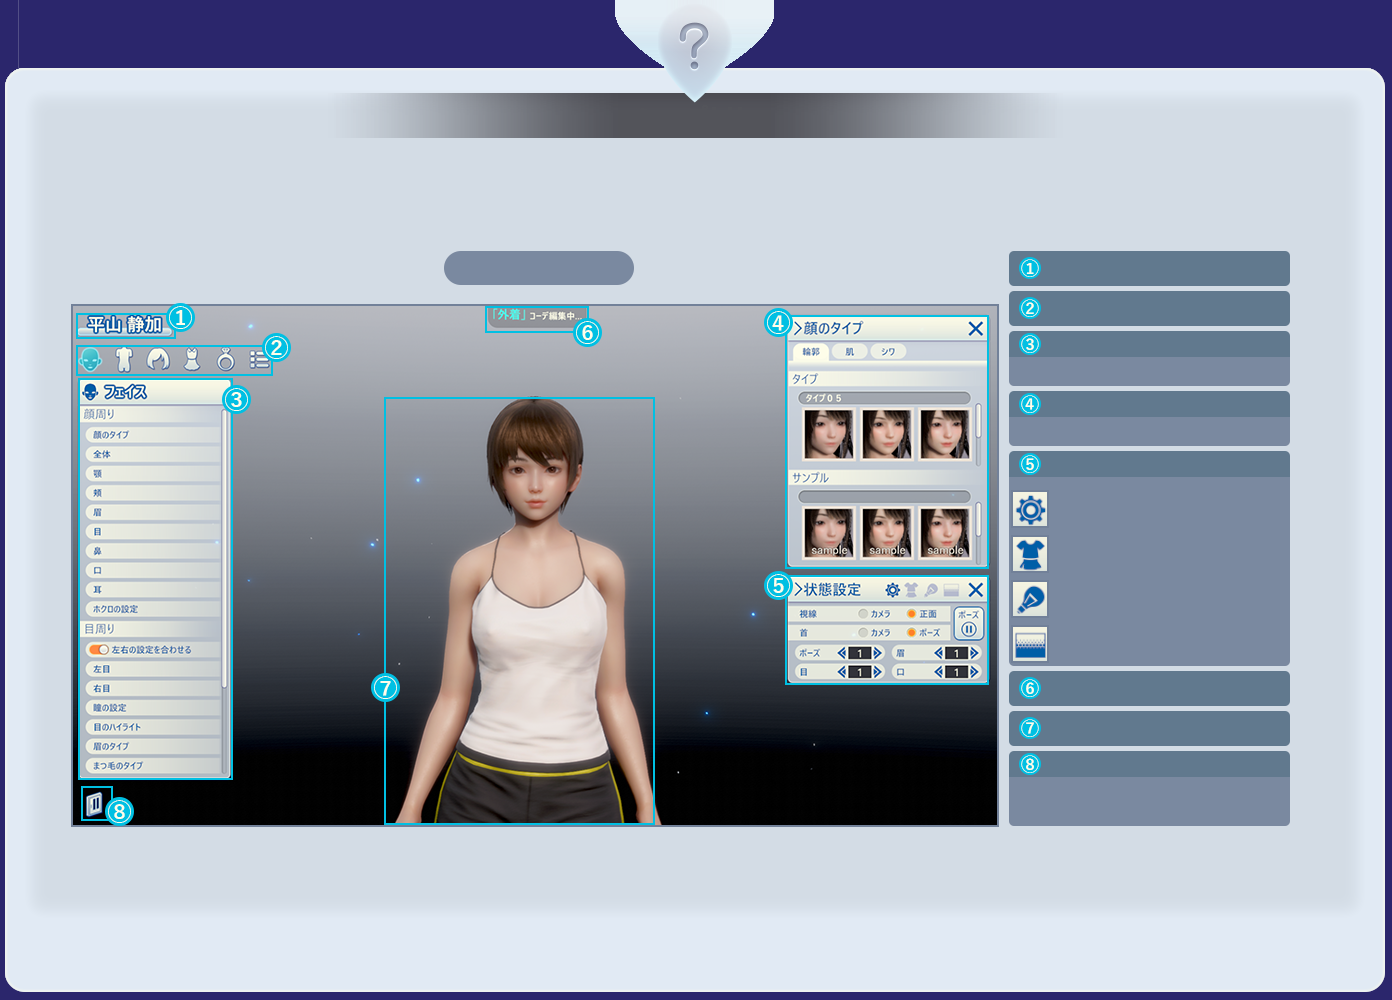 ?
平山 静加
①
②
「外着」コーデ編集中...
⑥
フェイス
③
顔周り
顔のタイプ
全体
顎
頬
眉
目
鼻
口
耳
ホクロの設定
目周り
左右の設定を合わせる
左目
右目
瞳の設定
目のハイライト
眉のタイプ
まつ毛のタイプ
⑧
⑦
④
顔のタイプ
輪郭 肌 シワ
タイプ
タイプ05
サンプル
sample sample sample
⑤
状態設定
視線 カメラ 正面
首 カメラ ポーズ
ポーズ
ポーズ 1 眉 1
目 1 口 1
①
②
③
④
⑤
⑥
⑦
⑧